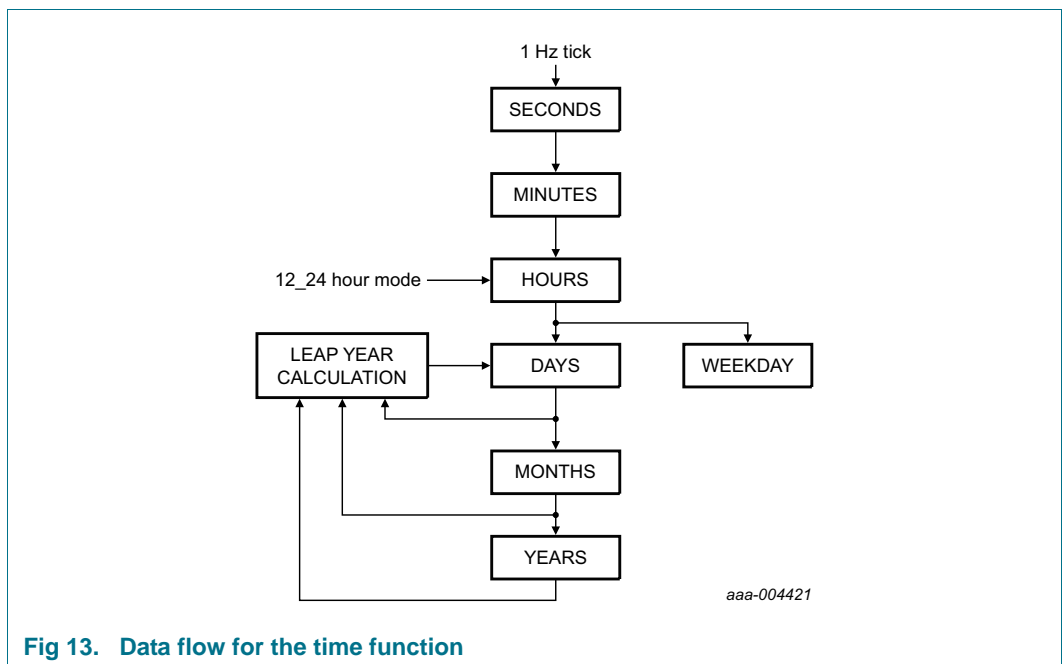 1 Hz tick
SECONDS
MINUTES
12_24 hour mode
HOURS
LEAP YEAR
CALCULATION
DAYS
WEEKDAY
MONTHS
YEARS
aaa-004421
Fig 13. Data flow for the time function